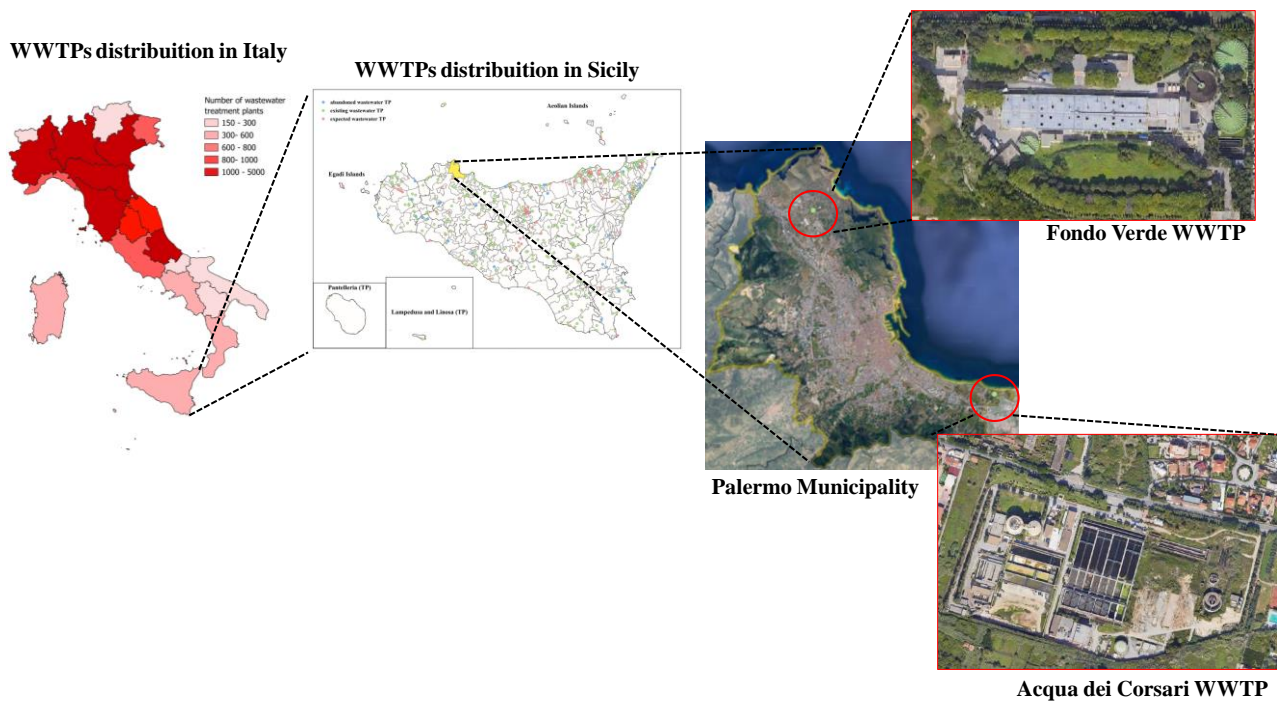 WWTPs distribuition in Italy
Number of wastewater
treatment plants
150 - 300
300- 600
600 - 800
800- 1000
1000 - 5000
WWTPs distribuition in Sicily
abandoned wastewater TP
existing wastewater TP
expected wastewater TP
Aeolian Islands
Egadi Islands
Pantelleria (TP)
Lampedusa and Linosa (TP)
Palermo Municipality
Fondo Verde WWTP
Acqua dei Corsari WWTP